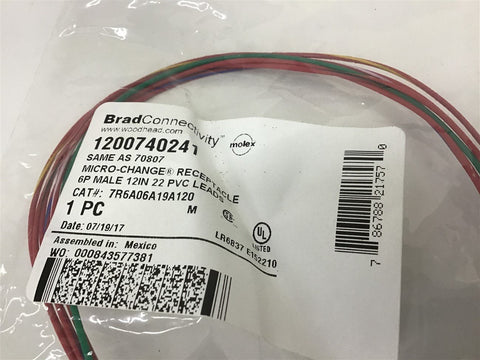 BradConnectivity™
www.woodhead.com
molex
1200740241
SAME AS 70807
MICRO-CHANGE® RECEPTACLE
6P MALE 12IN 22 PVC LEADS
CAT#: 7R6A06A19A120
1 PC M
Date: 07/19/17
UL
LISTED
LR6837 E152210
Assembled in: Mexico
WO: 000843577381
7 86788 21757 0